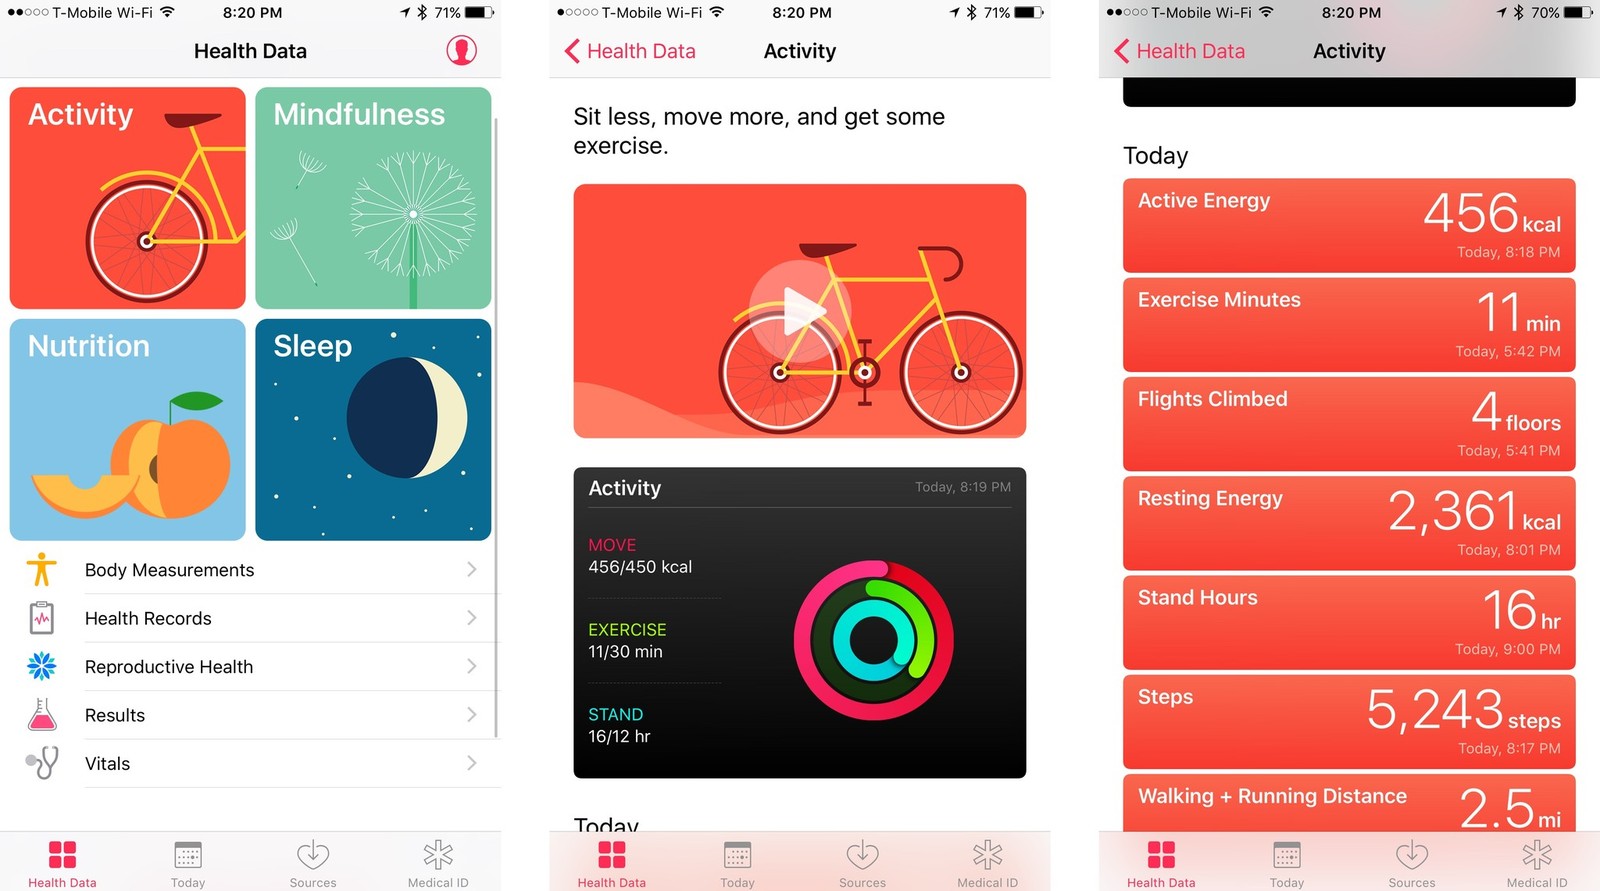 T-Mobile Wi-Fi 8:20 PM 71%
Health Data
Activity
Mindfulness
Nutrition
Sleep
Body Measurements
Health Records
Reproductive Health
Results
Vitals
Health Data
Today
Sources
Medical ID
T-Mobile Wi-Fi 8:20 PM 71%
Health Data Activity
Sit less, move more, and get some
exercise.
Activity Today, 8:19 PM
MOVE
456/450 kcal
EXERCISE
11/30 min
STAND
16/12 hr
Today
Health Data
Today
Sources
Medical ID
T-Mobile Wi-Fi 8:20 PM 70%
Health Data Activity
Today
Active Energy 456 kcal
Today, 8:18 PM
Exercise Minutes 11 min
Today, 5:42 PM
Flights Climbed 4 floors
Today, 5:41 PM
Resting Energy 2,361 kcal
Today, 8:01 PM
Stand Hours 16 hr
Today, 9:00 PM
Steps 5,243 steps
Today, 8:17 PM
Walking + Running Distance 2.5 mi
Health Data
Today
Sources
Medical ID